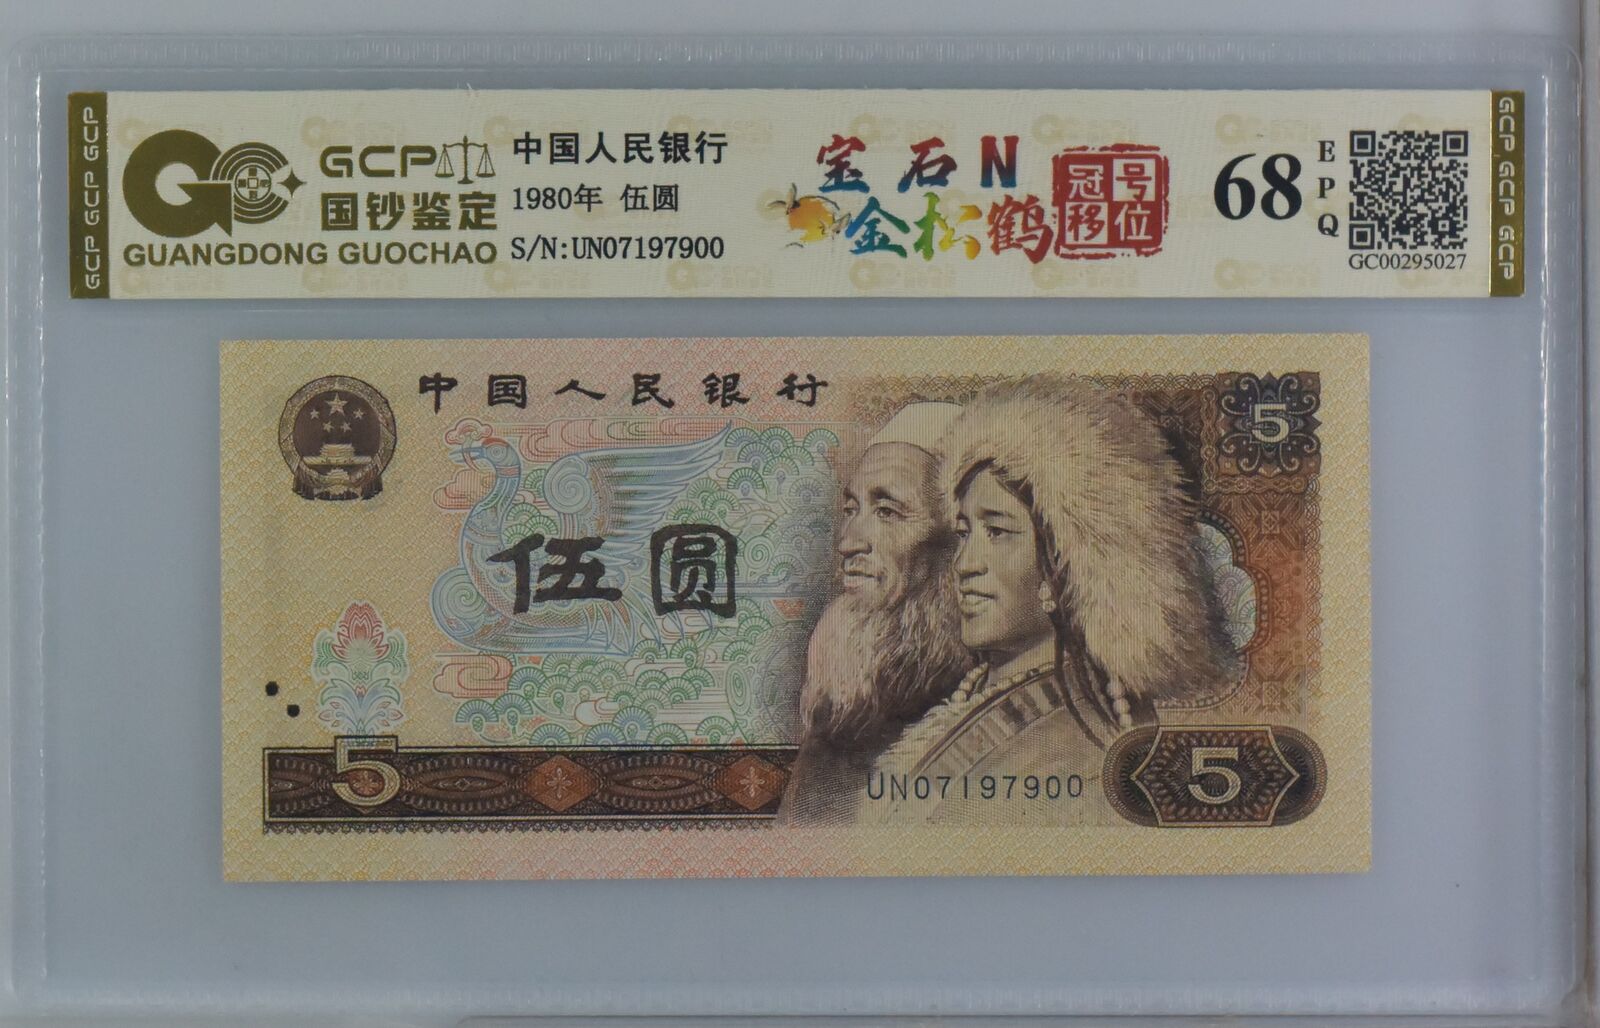 GCP GCP GCP
GCP
国钞鉴定
GUANGDONG GUOCHAO
中国人民银行
1980年 伍圆
S/N:UN07197900
宝石N
金松鹤
冠号
移位
68
EPQ
GC00295027
GCP GCP GCP
中国人民银行
5
伍圆
5
UN07197900
5